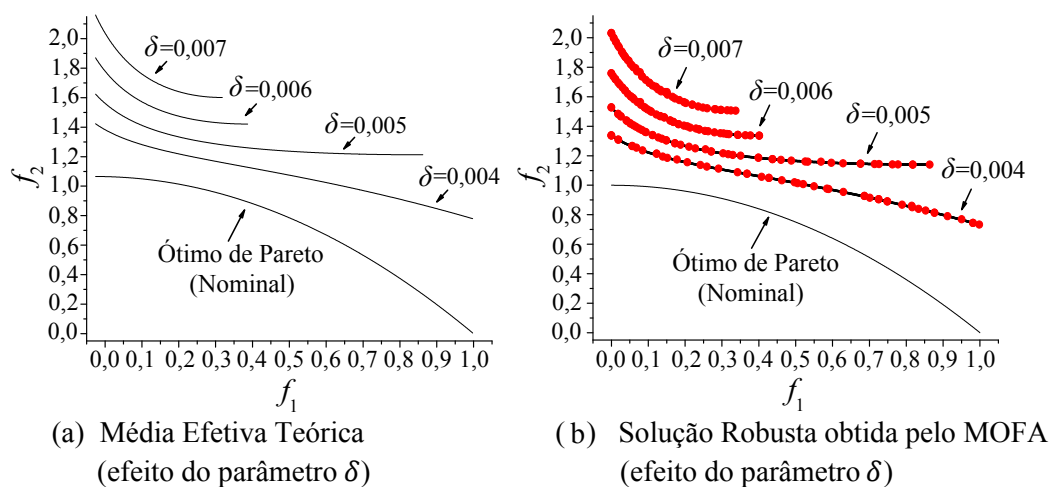 2,0
1,8
1,6
1,4
1,2
1,0
0,8
0,6
0,4
0,2
0,0
f2
δ=0,007
δ=0,006
δ=0,005
δ=0,004
Ótimo de Pareto
(Nominal)
0,0 0,1 0,2 0,3 0,4 0,5 0,6 0,7 0,8 0,9 1,0
f1
(a) Média Efetiva Teórica
(efeito do parâmetro δ)
2,0
1,8
1,6
1,4
1,2
1,0
0,8
0,6
0,4
0,2
0,0
f2
δ=0,007
δ=0,006
δ=0,005
δ=0,004
Ótimo de Pareto
(Nominal)
0,0 0,1 0,2 0,3 0,4 0,5 0,6 0,7 0,8 0,9 1,0
f1
(b) Solução Robusta obtida pelo MOFA
(efeito do parâmetro δ)